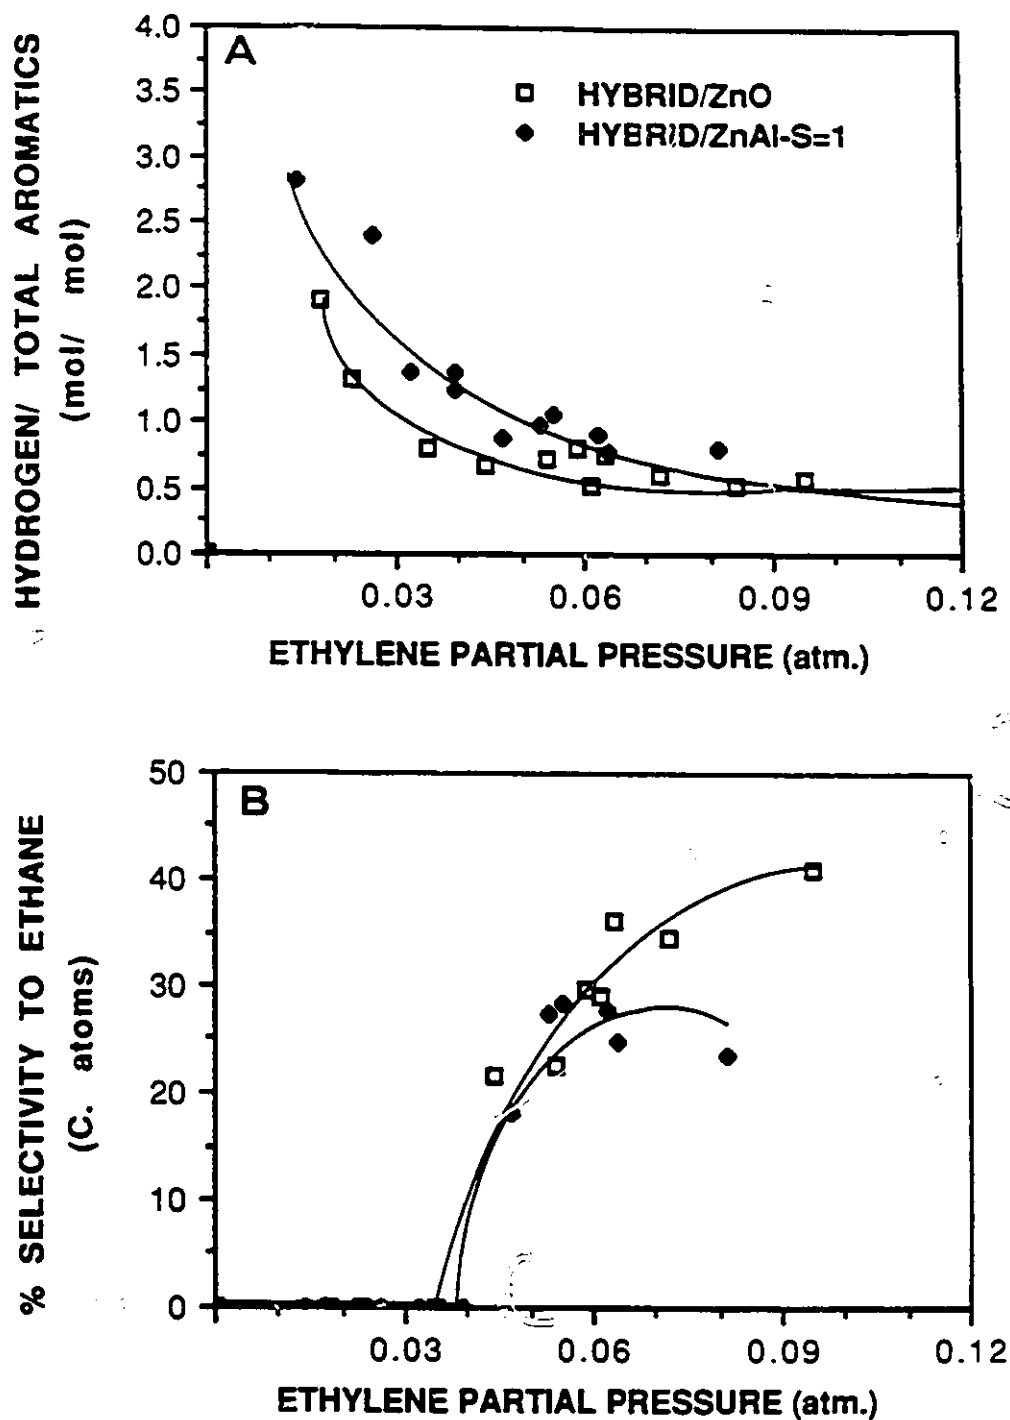 HYDROGEN/ TOTAL AROMATICS
(mol/ mol)
4.0
3.5
3.0
2.5
2.0
1.5
1.0
0.5
0.0
A
HYBRID/ZnO
HYBRID/ZnAl-S=1
0.03
0.06
0.09
0.12
ETHYLENE PARTIAL PRESSURE (atm.)
% SELECTIVITY TO ETHANE
(C. atoms)
50
40
30
20
10
0
B
0.03
0.06
0.09
0.12
ETHYLENE PARTIAL PRESSURE (atm.)